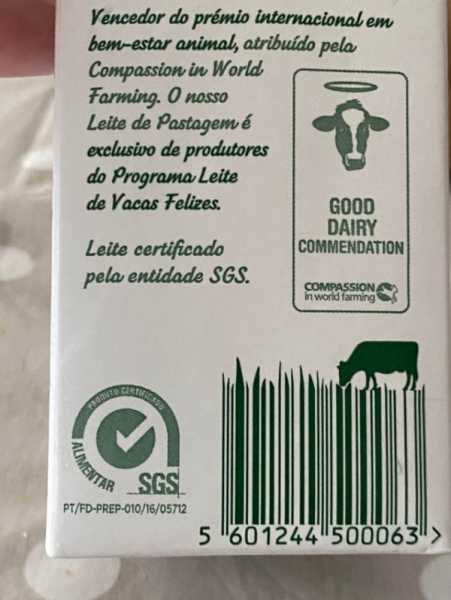 Vencedor do prémio internacional em
bem-estar animal, atribuído pela
Compassion in World
Farming. O nosso
Leite de Pastagem é
exclusivo de produtores
do Programa Leite
de Vacas Felizes.
Leite certificado
pela entidade SGS.
GOOD
DAIRY
COMMENDATION
COMPASSION
in world farming
PRODUTO CERTIFICADO
ALIMENTAR
SGS
PT/FD-PREP-010/16/05712
5 601244 500063 >